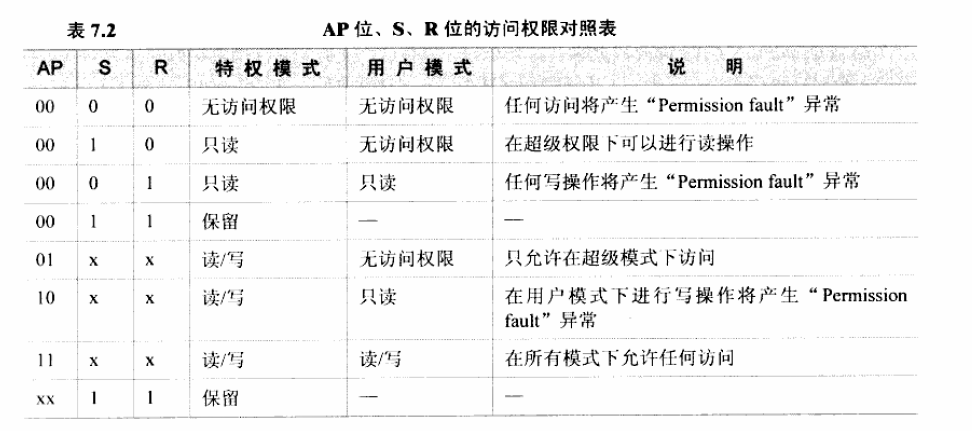 表 7.2 AP 位、S、R 位的访问权限对照表
AP S R 特权模式 用户模式 说明
00 0 0 无访问权限 无访问权限 任何访问将产生“Permission fault”异常
00 1 0 只读 无访问权限 在超级权限下可以进行读操作
00 0 1 只读 只读 任何写操作将产生“Permission fault”异常
00 1 1 保留 — —
01 x x 读/写 无访问权限 只允许在超级模式下访问
10 x x 读/写 只读 在用户模式下进行写操作将产生“Permission
fault”异常
11 x x 读/写 读/写 在所有模式下允许任何访问
xx 1 1 保留 — —